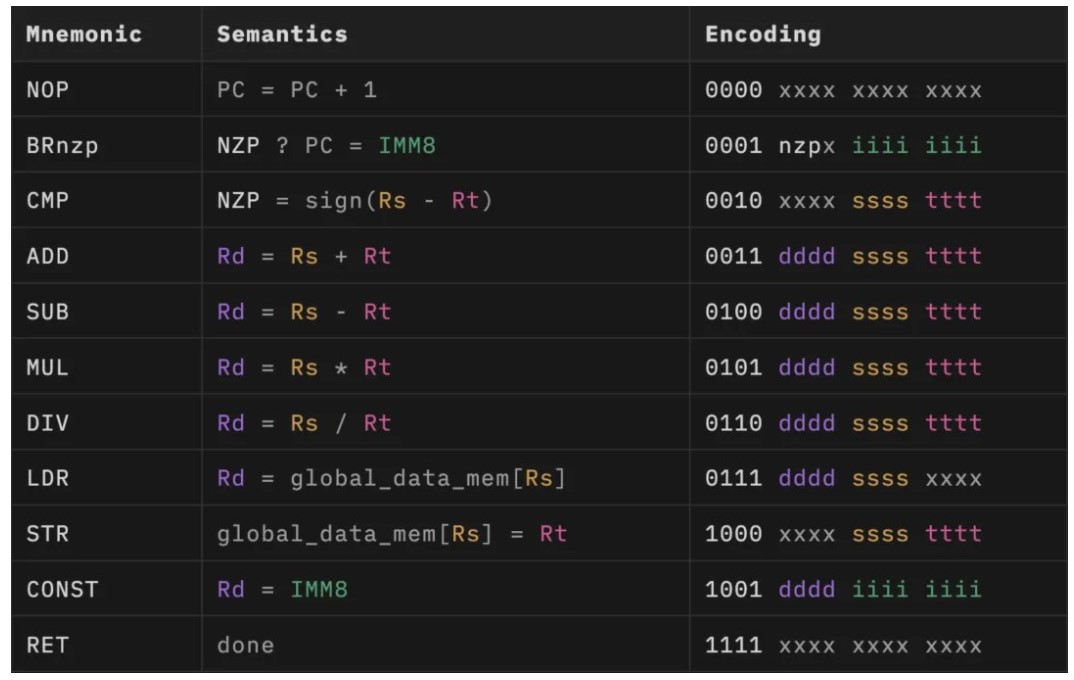 Mnemonic Semantics Encoding
NOP PC = PC + 1 0000 xxxx xxxx xxxx
BRnzp NZP ? PC = IMM8 0001 nzpx iiii iiii
CMP NZP = sign(Rs - Rt) 0010 xxxx ssss tttt
ADD Rd = Rs + Rt 0011 dddd ssss tttt
SUB Rd = Rs - Rt 0100 dddd ssss tttt
MUL Rd = Rs * Rt 0101 dddd ssss tttt
DIV Rd = Rs / Rt 0110 dddd ssss tttt
LDR Rd = global_data_mem[Rs] 0111 dddd ssss xxxx
STR global_data_mem[Rs] = Rt 1000 xxxx ssss tttt
CONST Rd = IMM8 1001 dddd iiii iiii
RET done 1111 xxxx xxxx xxxx